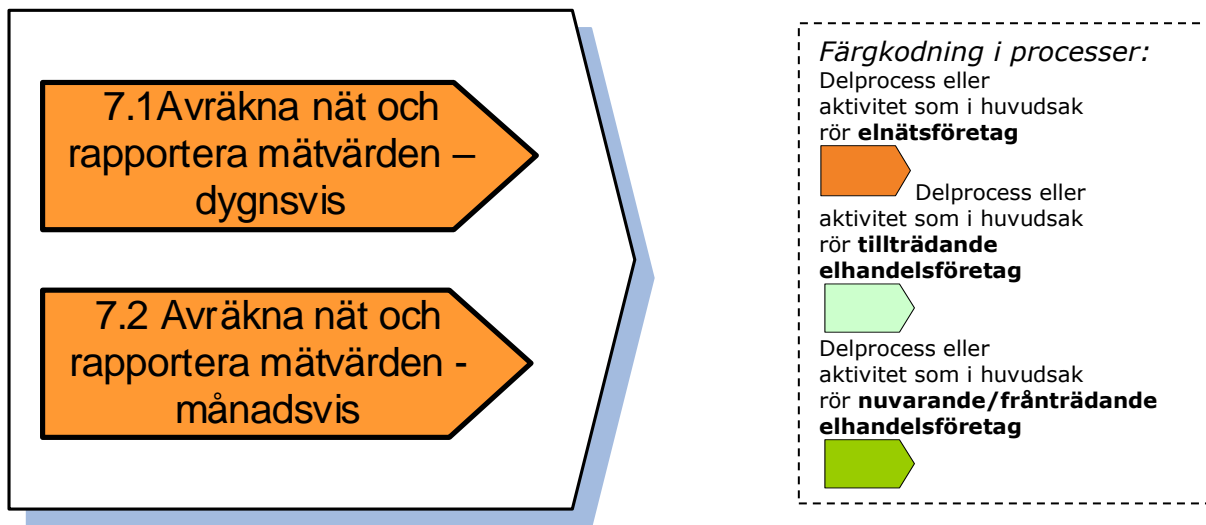 7.1Avräkna nät och
rapportera mätvärden –
dygnsvis
7.2 Avräkna nät och
rapportera mätvärden -
månadsvis
Färgkodning i processer:
Delprocess eller
aktivitet som i huvudsak
rör elnätsföretag
Delprocess eller
aktivitet som i huvudsak
rör tillträdande
elhandelsföretag
Delprocess eller
aktivitet som i huvudsak
rör nuvarande/frånträdande
elhandelsföretag